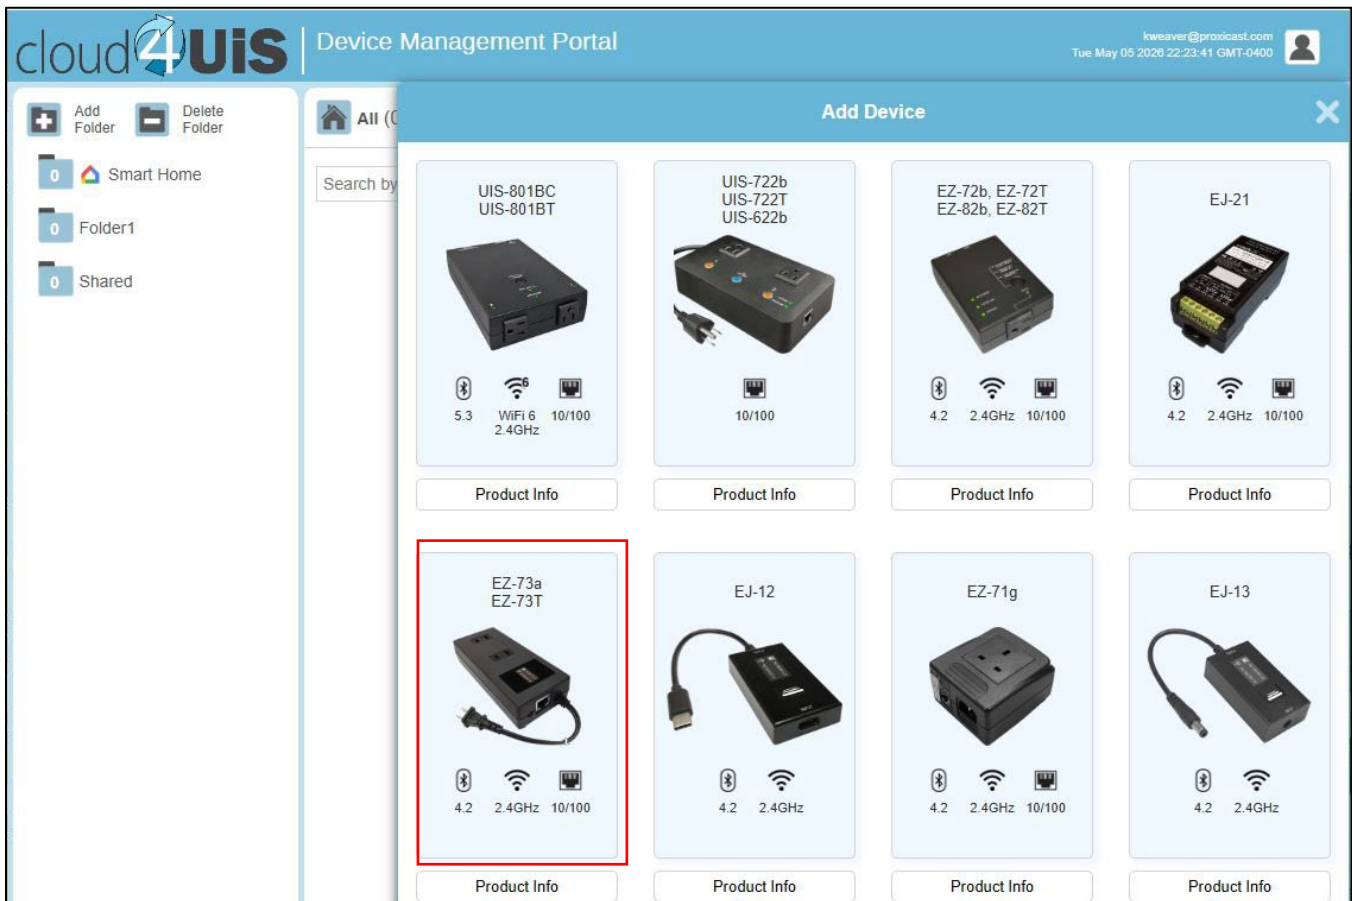 cloud4UiS
Device Management Portal
kweaver@proxicast.com
Tue May 05 2026 22:23:41 GMT-0400
Add
Folder
Delete
Folder
0 Smart Home
0 Folder1
0 Shared
All (0
Search by
Add Device
UIS-801BC
UIS-801BT
5.3
WiFi 6
2.4GHz
10/100
Product Info
UIS-722b
UIS-722T
UIS-622b
10/100
Product Info
EZ-72b, EZ-72T
EZ-82b, EZ-82T
4.2 2.4GHz 10/100
Product Info
EJ-21
4.2 2.4GHz 10/100
Product Info
EZ-73a
EZ-73T
4.2 2.4GHz 10/100
Product Info
EJ-12
4.2 2.4GHz
Product Info
EZ-71g
4.2 2.4GHz 10/100
Product Info
EJ-13
4.2 2.4GHz
Product Info